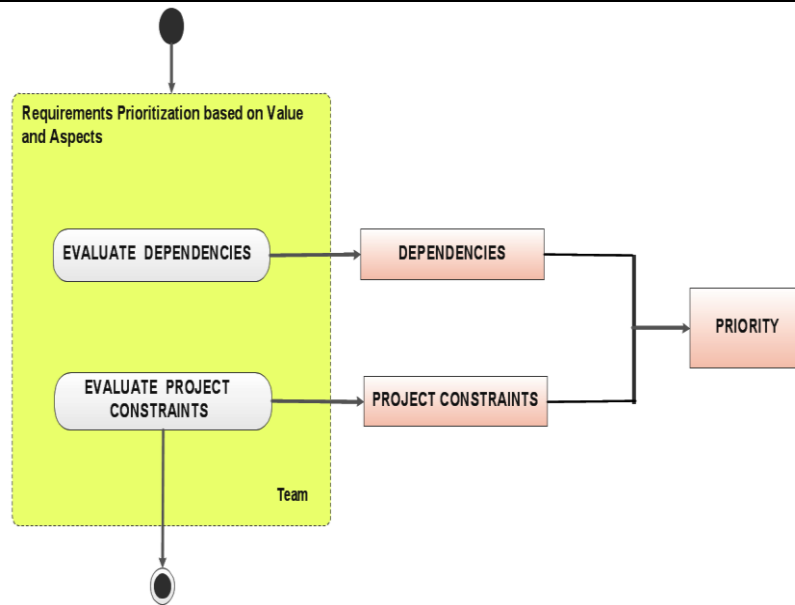 Requirements Prioritization based on Value
and Aspects
EVALUATE DEPENDENCIES
DEPENDENCIES
PRIORITY
EVALUATE PROJECT
CONSTRAINTS
PROJECT CONSTRAINTS
Team